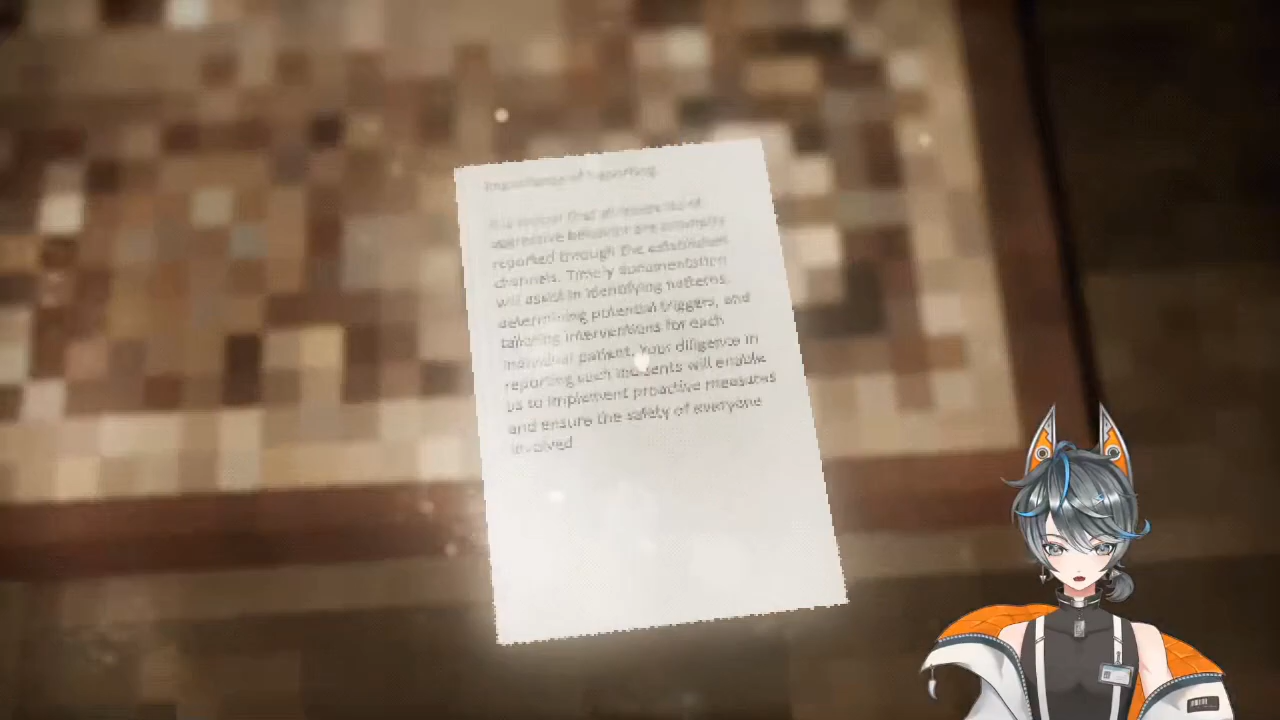 Importance of Reporting
It is crucial that all incidents of
aggressive behavior are promptly
reported through the established
channels. Timely documentation
will assist in identifying patterns,
determining potential triggers, and
tailoring interventions for each
individual patient. Your diligence in
reporting such incidents will enable
us to implement proactive measures
and ensure the safety of everyone
involved